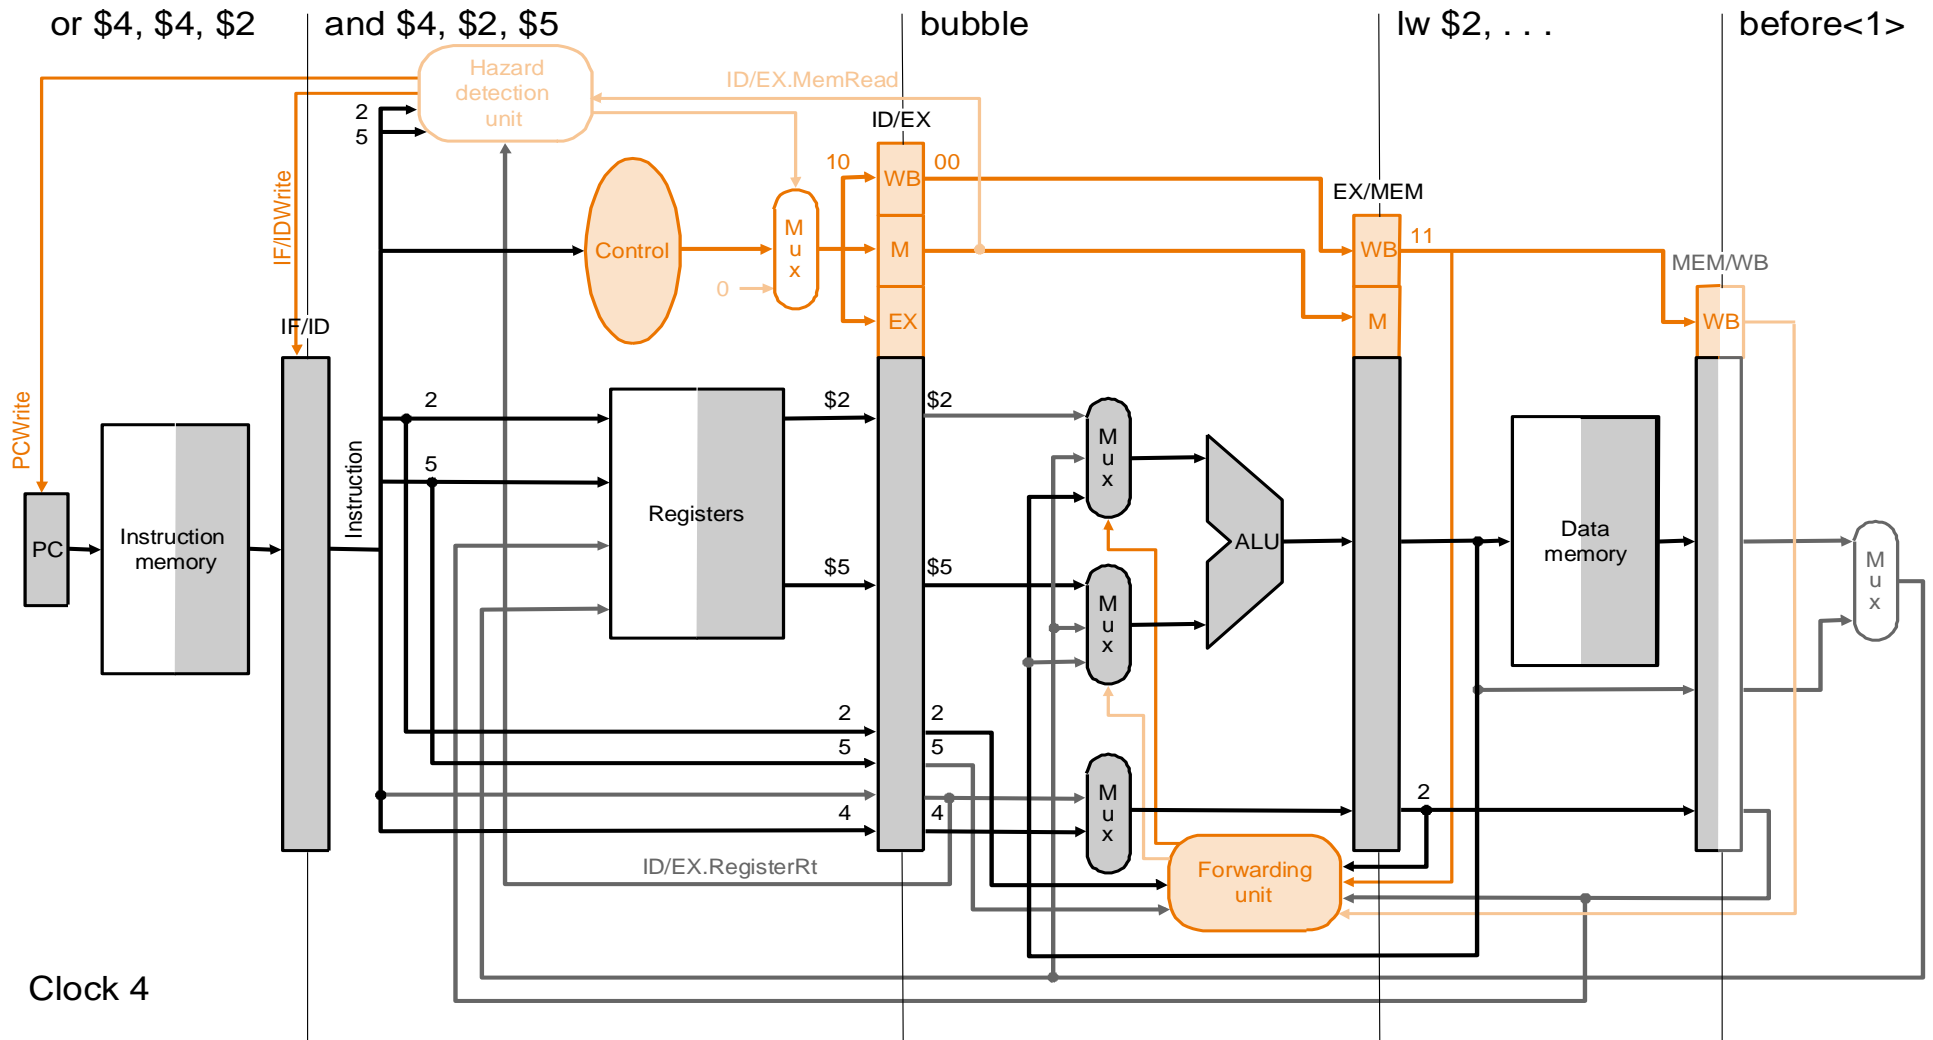 or $4, $4, $2
and $4, $2, $5
bubble
lw $2, . . .
before<1>
Hazard
detection
unit
ID/EX.MemRead
2
5
ID/EX
10
WB
00
EX/MEM
IF/IDWrite
Control
M
u
x
M
WB
11
MEM/WB
0
IF/ID
EX
M
WB
PCWrite
2
$2
$2
M
u
x
Instruction
5
PC
Instruction
memory
Registers
ALU
Data
memory
M
u
x
$5
$5
M
u
x
2
2
5
5
4
4
M
u
x
2
ID/EX.RegisterRt
Forwarding
unit
Clock 4